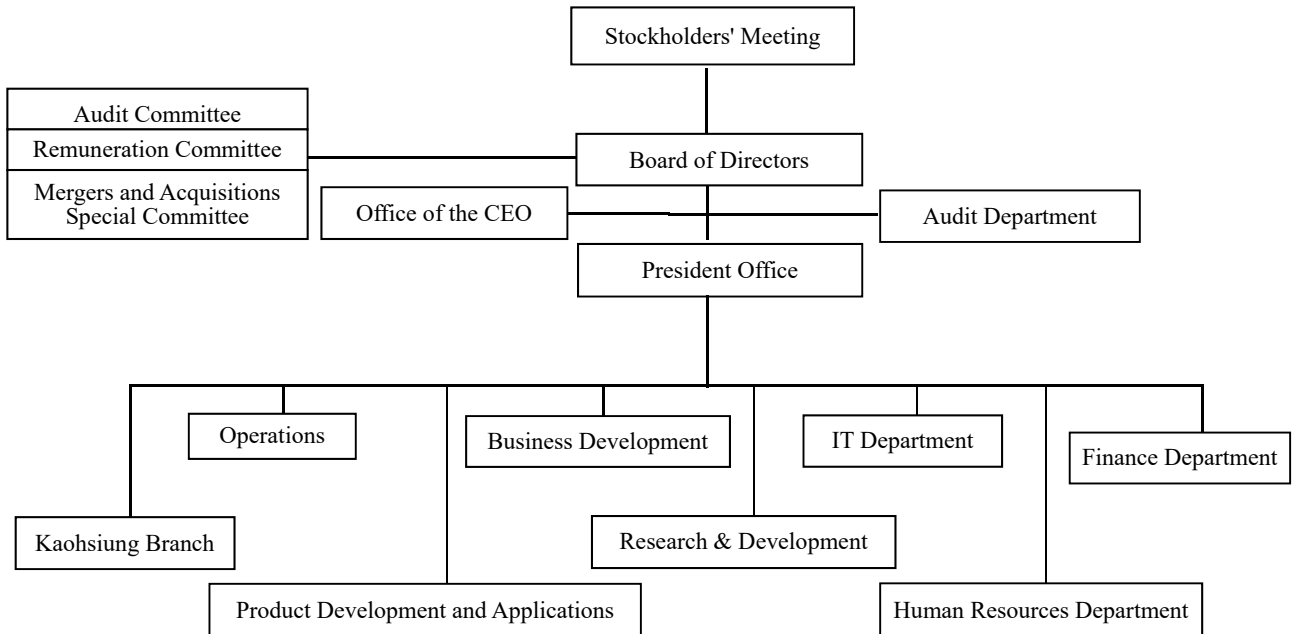 Stockholders' Meeting
Audit Committee
Remuneration Committee
Mergers and Acquisitions
Special Committee
Board of Directors
Office of the CEO
Audit Department
President Office
Operations
Business Development
IT Department
Finance Department
Kaohsiung Branch
Research & Development
Product Development and Applications
Human Resources Department